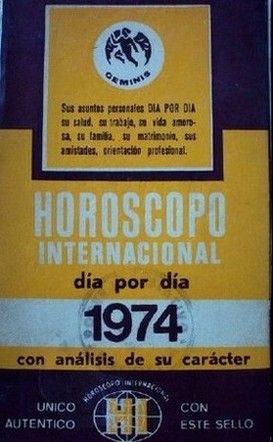 GEMINIS
Sus asuntos personales DIA POR DIA
su salud, su trabajo, su vida amoro-
sa, su familia, su matrimonio, sus
amistades, orientación profesional.
HOROSCOPO
INTERNACIONAL
día por día
1974
con análisis de su carácter
HOROSCOPO INTERNACIONAL
HI
UNICO CON
AUTENTICO ESTE SELLO